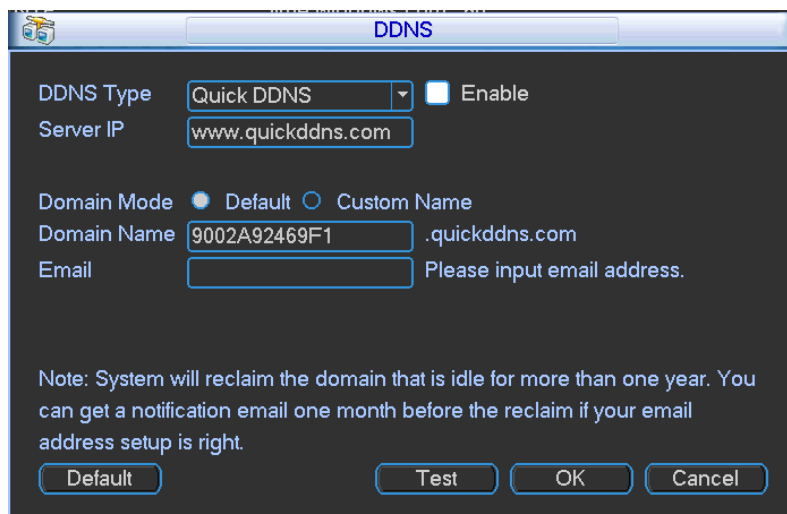 DDNS
DDNS Type Quick DDNS Enable
Server IP www.quickddns.com
Domain Mode Default Custom Name
Domain Name 9002A92469F1 .quickddns.com
Email Please input email address.
Note: System will reclaim the domain that is idle for more than one year. You
can get a notification email one month before the reclaim if your email
address setup is right.
Default Test OK Cancel